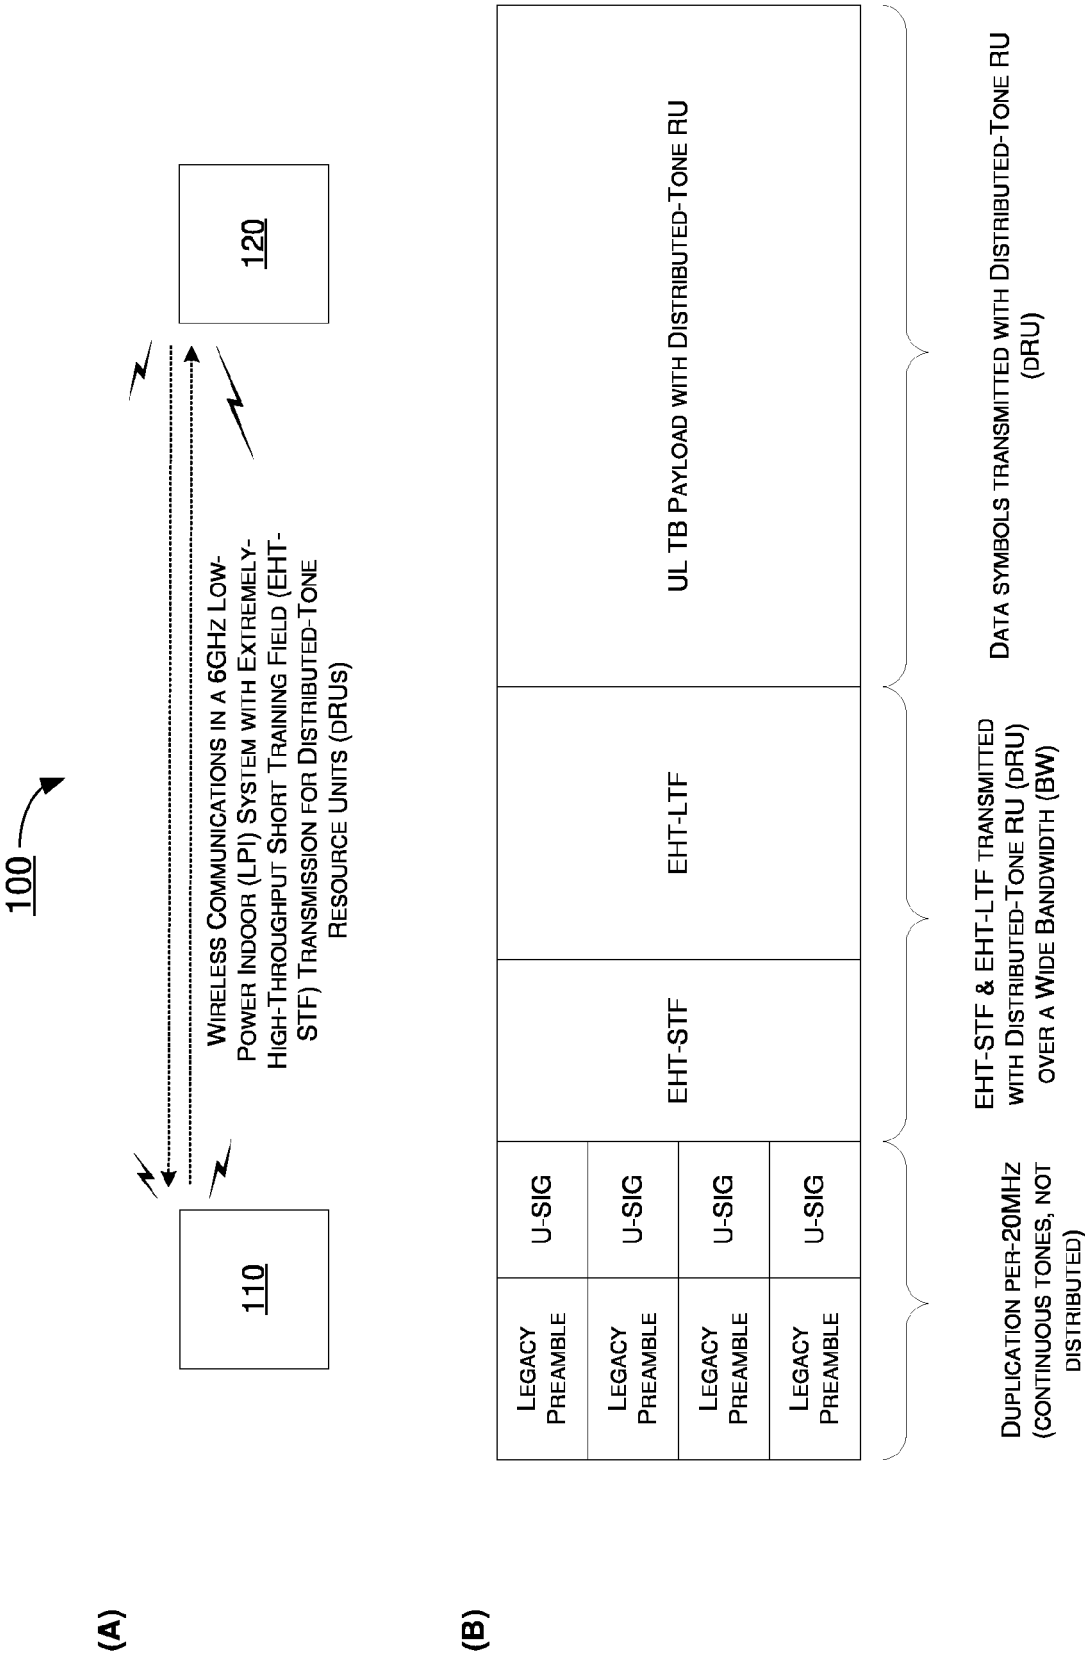 100
(A)
110
120
WIRELESS COMMUNICATIONS IN A 6GHZ LOW-
POWER INDOOR (LPI) SYSTEM WITH EXTREMELY-
HIGH-THROUGHPUT SHORT TRAINING FIELD (EHT-
STF) TRANSMISSION FOR DISTRIBUTED-TONE
RESOURCE UNITS (DRUS)
(B)
LEGACY
PREAMBLE
U-SIG
LEGACY
PREAMBLE
U-SIG
LEGACY
PREAMBLE
U-SIG
LEGACY
PREAMBLE
U-SIG
EHT-STF
EHT-LTF
UL TB PAYLOAD WITH DISTRIBUTED-TONE RU
DUPLICATION PER-20MHZ
(CONTINUOUS TONES, NOT
DISTRIBUTED)
EHT-STF & EHT-LTF TRANSMITTED
WITH DISTRIBUTED-TONE RU (DRU)
OVER A WIDE BANDWIDTH (BW)
DATA SYMBOLS TRANSMITTED WITH DISTRIBUTED-TONE RU
(DRU)